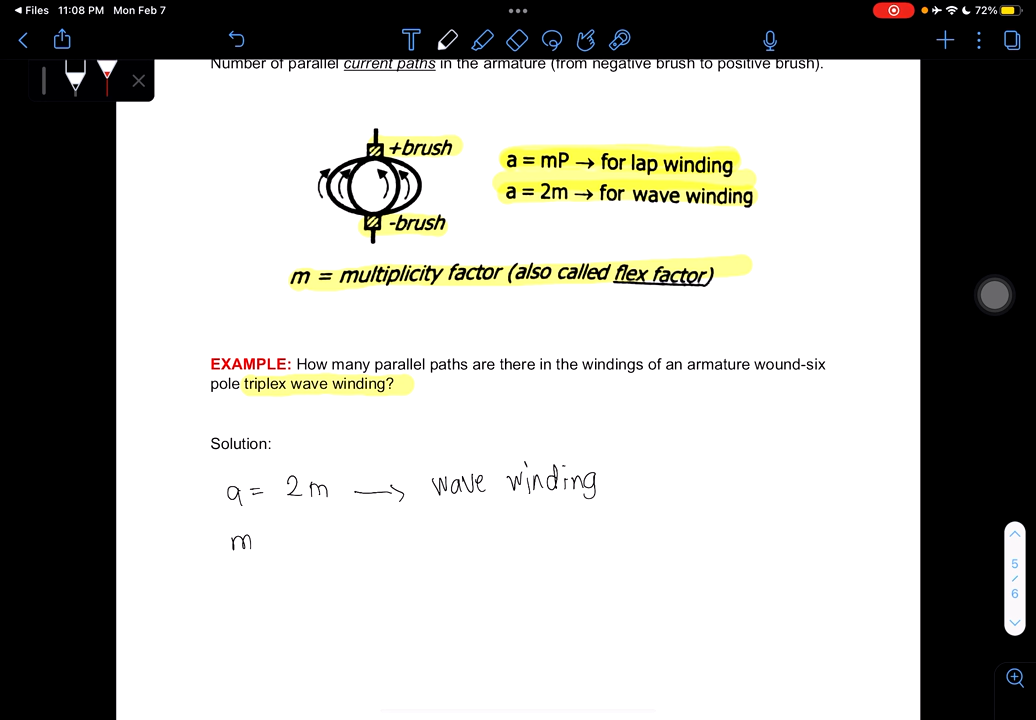 Files 11:08 PM Mon Feb 7
72%
T
Number of parallel current paths in the armature (from negative brush to positive brush).
+brush
a = mP → for lap winding
a = 2m → for wave winding
-brush
m = multiplicity factor (also called flex factor)
EXAMPLE: How many parallel paths are there in the windings of an armature wound-six
pole triplex wave winding?
Solution:
a = 2m → wave winding
m
5
/
6